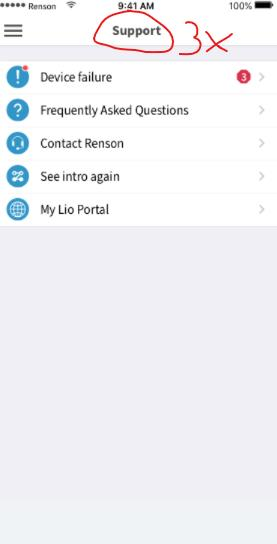 Renson 9:41 AM 100%
Support 3x
Device failure 3
Frequently Asked Questions
Contact Renson
See intro again
My Lio Portal